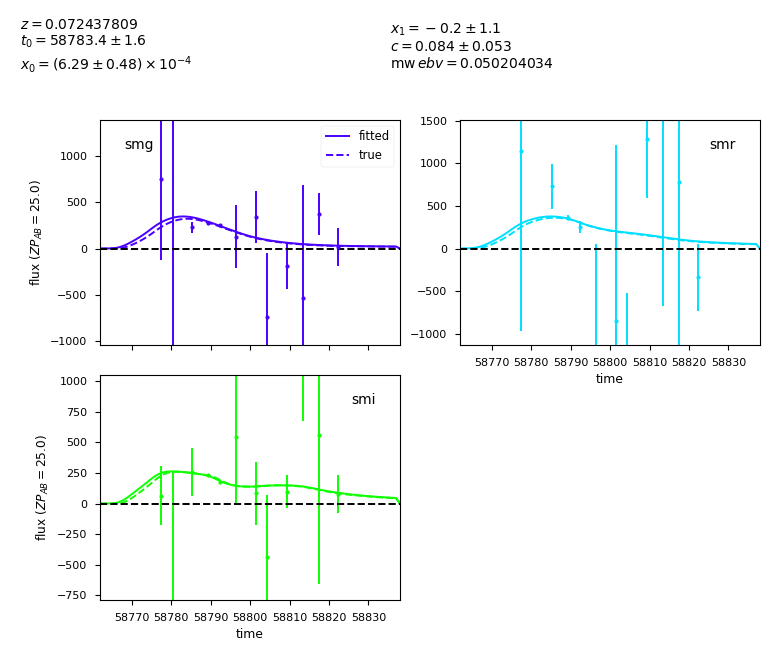 z = 0.072437809
t₀ = 58783.4 ± 1.6
x₀ = (6.29 ± 0.48) × 10⁻⁴
x₁ = −0.2 ± 1.1
c = 0.084 ± 0.053
mwebv = 0.050204034
smg
fitted
true
1000
500
0
−500
−1000
flux (ZP_AB = 25.0)
smr
1500
1000
500
0
−500
−1000
58770 58780 58790 58800 58810 58820 58830
time
smi
1000
750
500
250
0
−250
−500
−750
flux (ZP_AB = 25.0)
58770 58780 58790 58800 58810 58820 58830
time